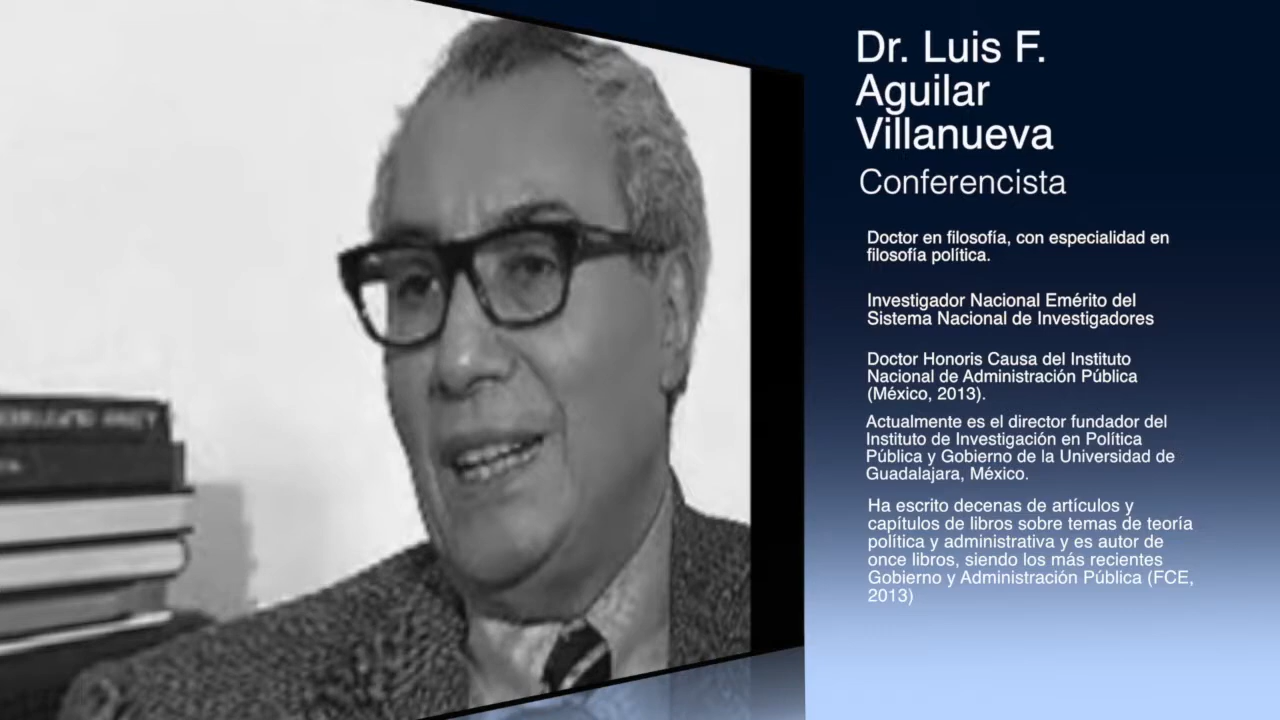 Dr. Luis F.
Aguilar
Villanueva
Conferencista
Doctor en filosofía, con especialidad en
filosofía política.
Investigador Nacional Emérito del
Sistema Nacional de Investigadores
Doctor Honoris Causa del Instituto
Nacional de Administración Pública
(México, 2013).
Actualmente es el director fundador del
Instituto de Investigación en Política
Pública y Gobierno de la Universidad de
Guadalajara, México.
Ha escrito decenas de artículos y
capítulos de libros sobre temas de teoría
política y administrativa y es autor de
once libros, siendo los más recientes
Gobierno y Administración Pública (FCE,
2013)